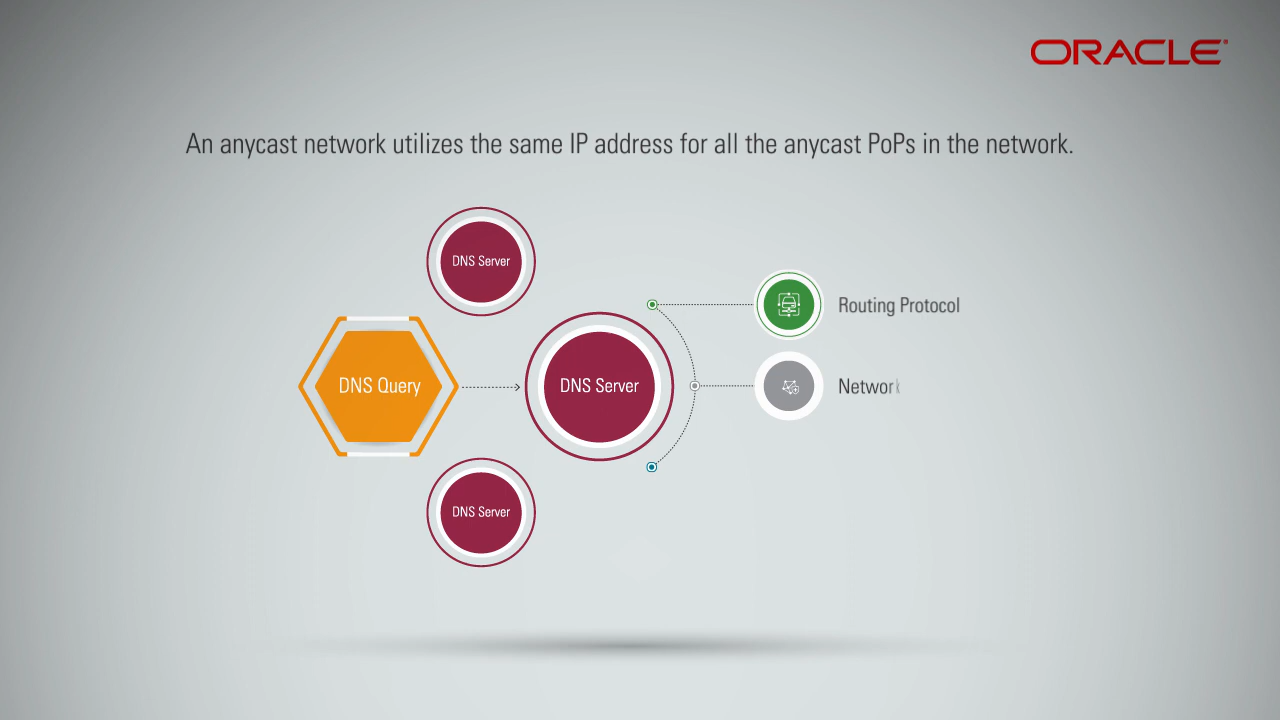 ORACLE
An anycast network utilizes the same IP address for all the anycast PoPs in the network.
DNS Server
Routing Protocol
DNS Query
DNS Server
Network
DNS Server